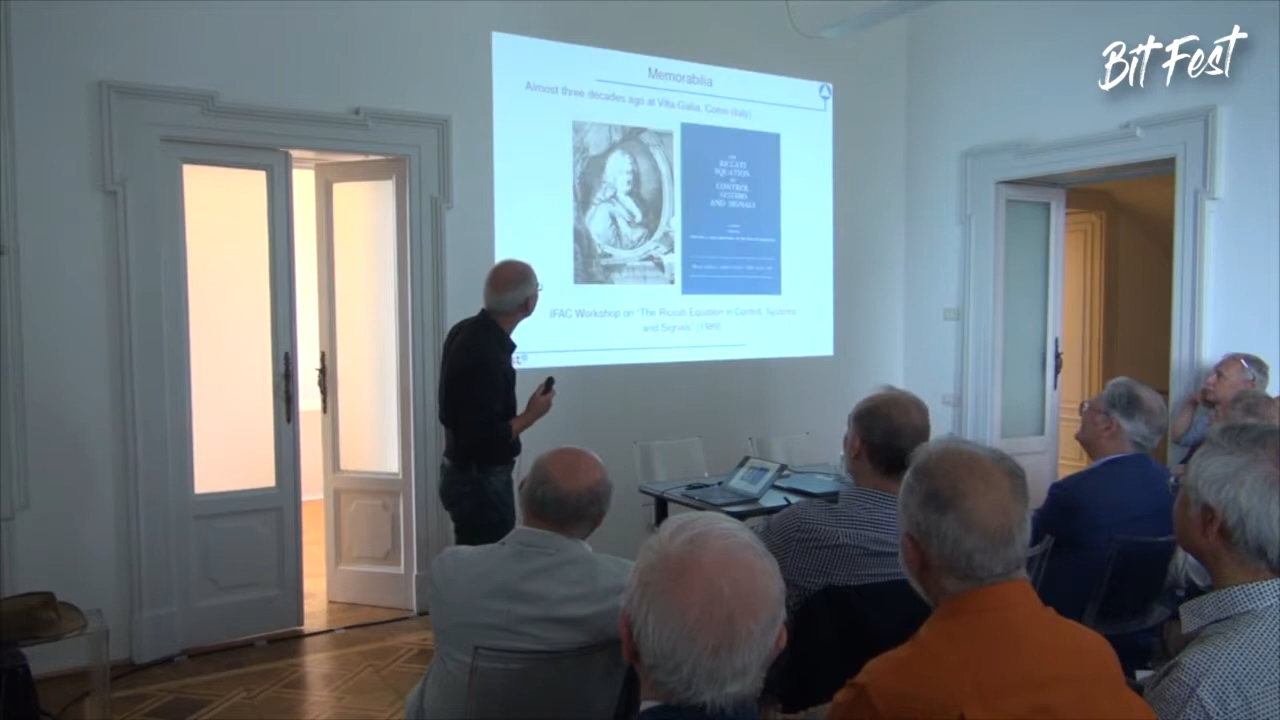 Bit Fest
Memorabilia
Almost three decades ago at Villa Gallia, Como (Italy)
THE
RICCATI
EQUATION
IN
CONTROL,
SYSTEMS
AND SIGNALS
IFAC Workshop on "The Riccati Equation in Control, Systems
and Signals" (1989)